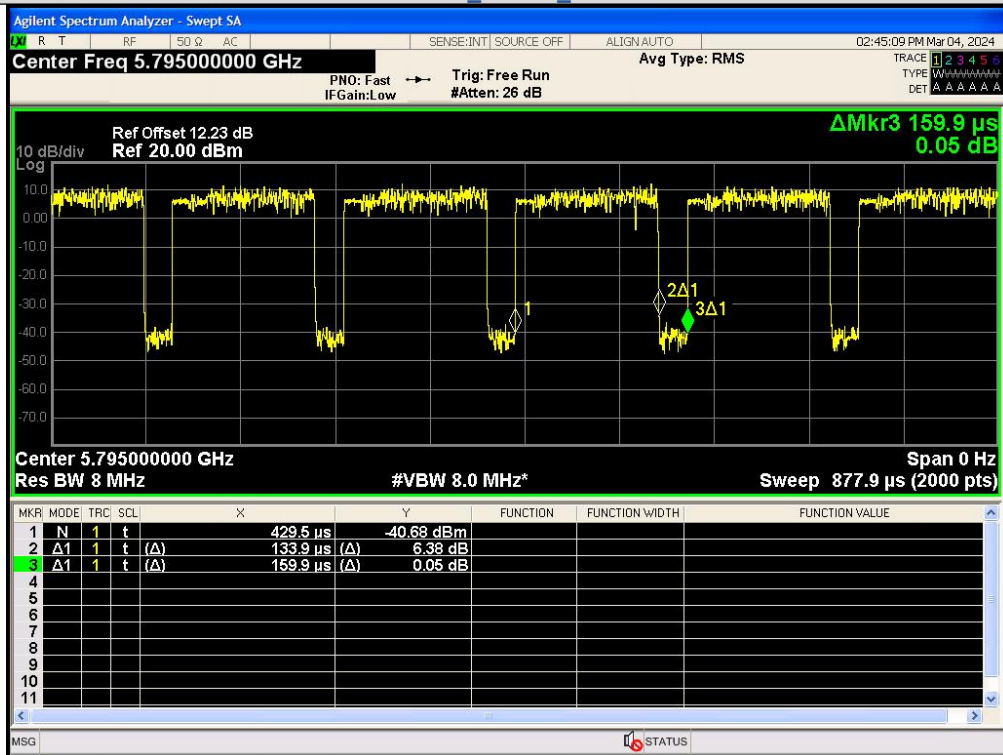 Agilent Spectrum Analyzer - Swept SA
LXI R T RF 50 Ω AC SENSE:INT SOURCE OFF ALIGN AUTO 02:45:09 PM Mar 04, 2024
Center Freq 5.795000000 GHz
PNO: Fast
IFGain:Low
Trig: Free Run
#Atten: 26 dB
Avg Type: RMS
TRACE 1 2 3 4 5 6
TYPE W
DET A A A A A A
ΔMkr3 159.9 µs
0.05 dB
Ref Offset 12.23 dB
10 dB/div Ref 20.00 dBm
Log
10.0
0.00
-10.0
-20.0
-30.0
-40.0
-50.0
-60.0
-70.0
1
2Δ1
3Δ1
Center 5.795000000 GHz Span 0 Hz
Res BW 8 MHz #VBW 8.0 MHz* Sweep 877.9 µs (2000 pts)
MKR MODE TRC SCL X Y FUNCTION FUNCTION WIDTH FUNCTION VALUE
1 N 1 t 429.5 µs -40.68 dBm
2 Δ1 1 t (Δ) 133.9 µs (Δ) 6.38 dB
3 Δ1 1 t (Δ) 159.9 µs (Δ) 0.05 dB
4
5
6
7
8
9
10
11
MSG STATUS